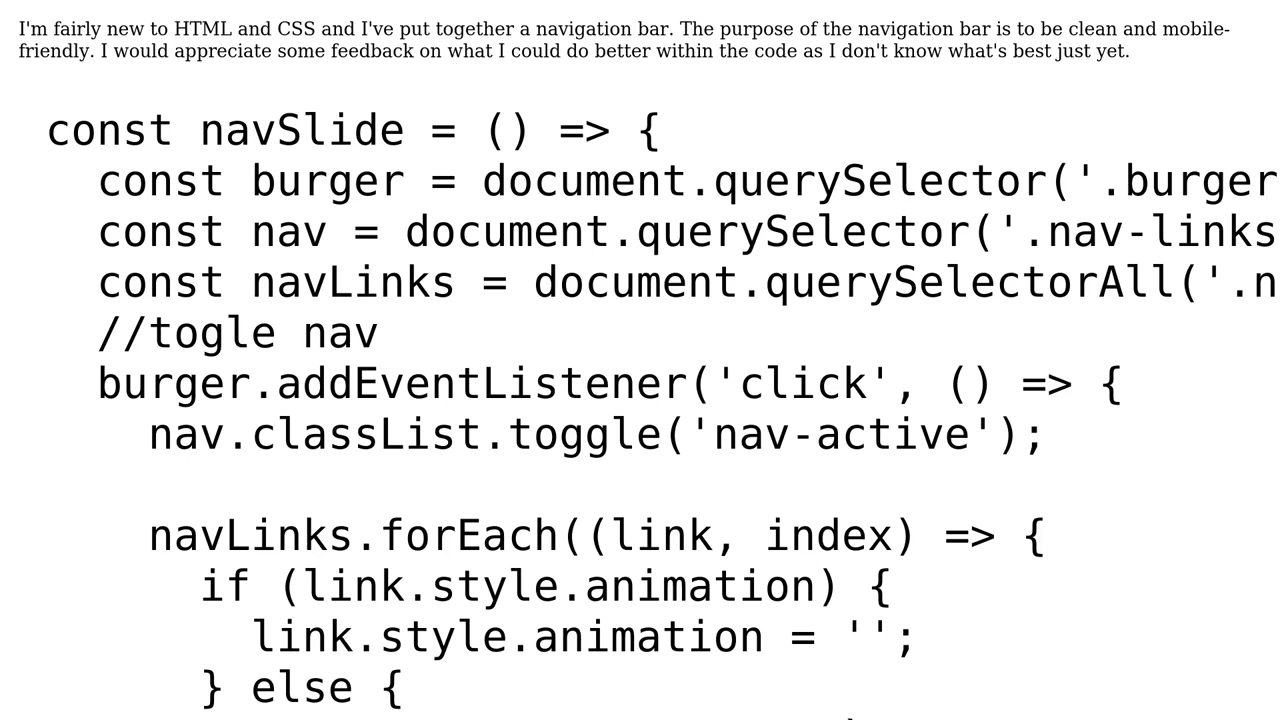 I'm fairly new to HTML and CSS and I've put together a navigation bar. The purpose of the navigation bar is to be clean and mobile-
friendly. I would appreciate some feedback on what I could do better within the code as I don't know what's best just yet.
const navSlide = () => {
const burger = document.querySelector('.burger
const nav = document.querySelector('.nav-links
const navLinks = document.querySelectorAll('.n
//togle nav
burger.addEventListener('click', () => {
nav.classList.toggle('nav-active');
navLinks.forEach((link, index) => {
if (link.style.animation) {
link.style.animation = '';
} else {